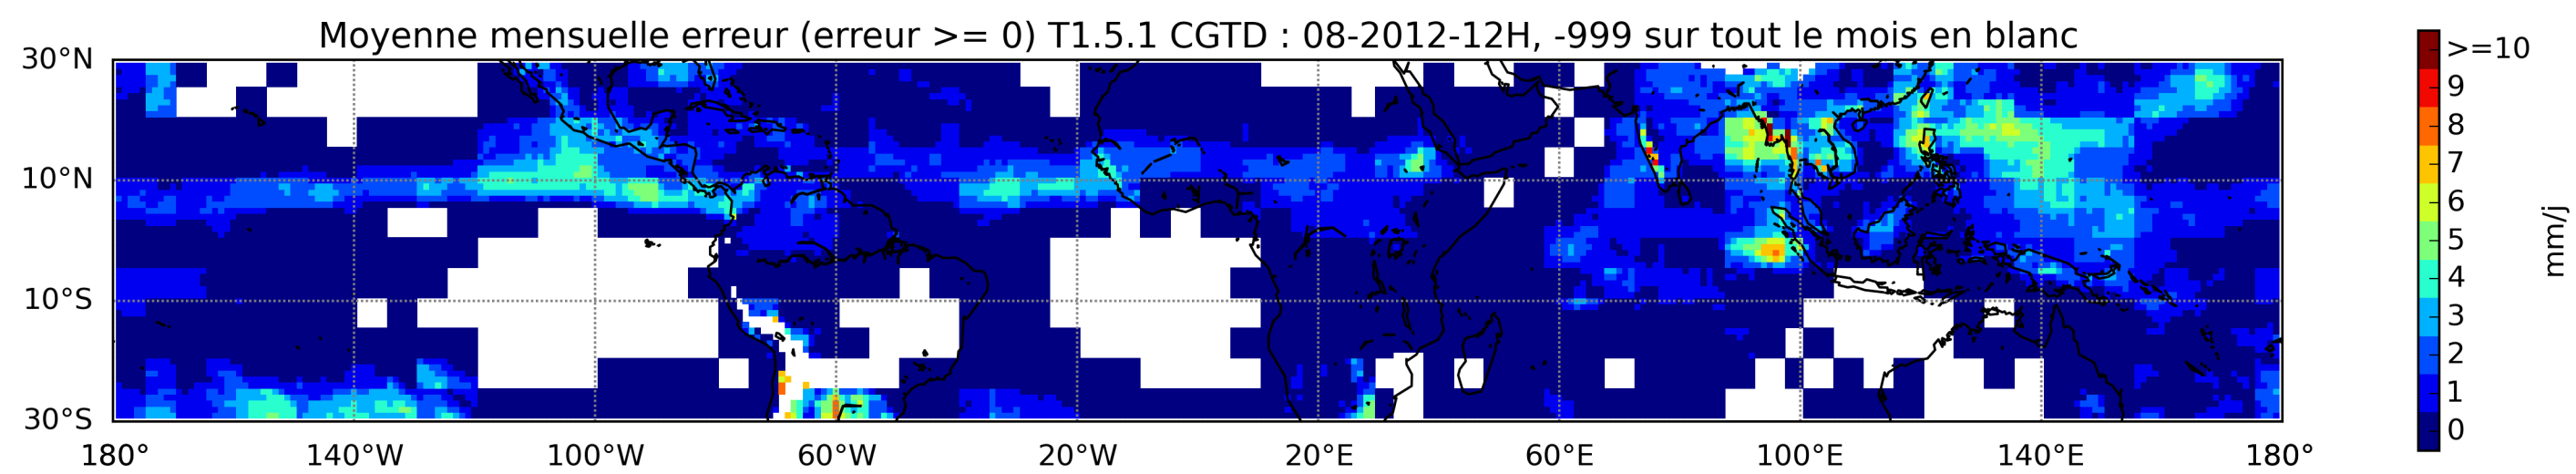 Moyenne mensuelle erreur (erreur >= 0) T1.5.1 CGTD : 08-2012-12H, -999 sur tout le mois en blanc
30°N
10°N
10°S
30°S
180°
140°W
100°W
60°W
20°W
20°E
60°E
100°E
140°E
180°
>=10
9
8
7
6
5
4
3
2
1
0
mm/j